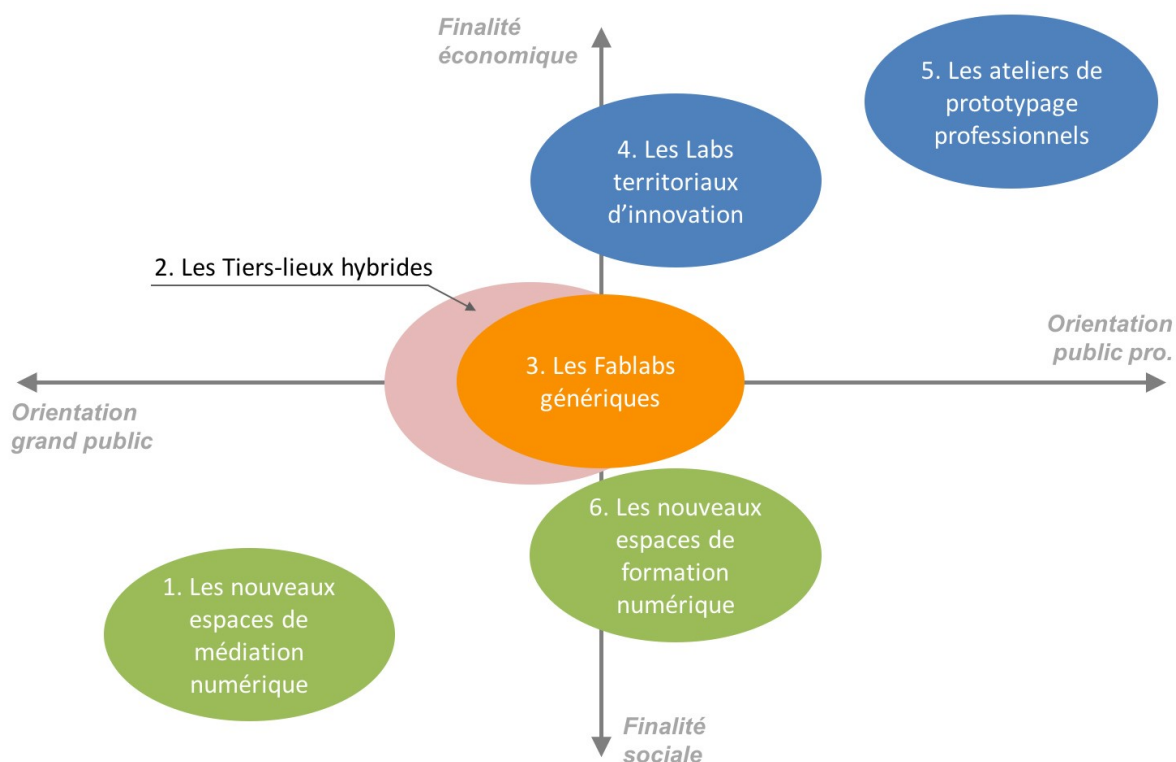 Finalité
économique
5. Les ateliers de
prototypage
professionnels
4. Les Labs
territoriaux
d'innovation
2. Les Tiers-lieux hybrides
Orientation
public pro.
3. Les Fablabs
génériques
Orientation
grand public
6. Les nouveaux
espaces de
formation
numérique
1. Les nouveaux
espaces de
médiation
numérique
Finalité
sociale